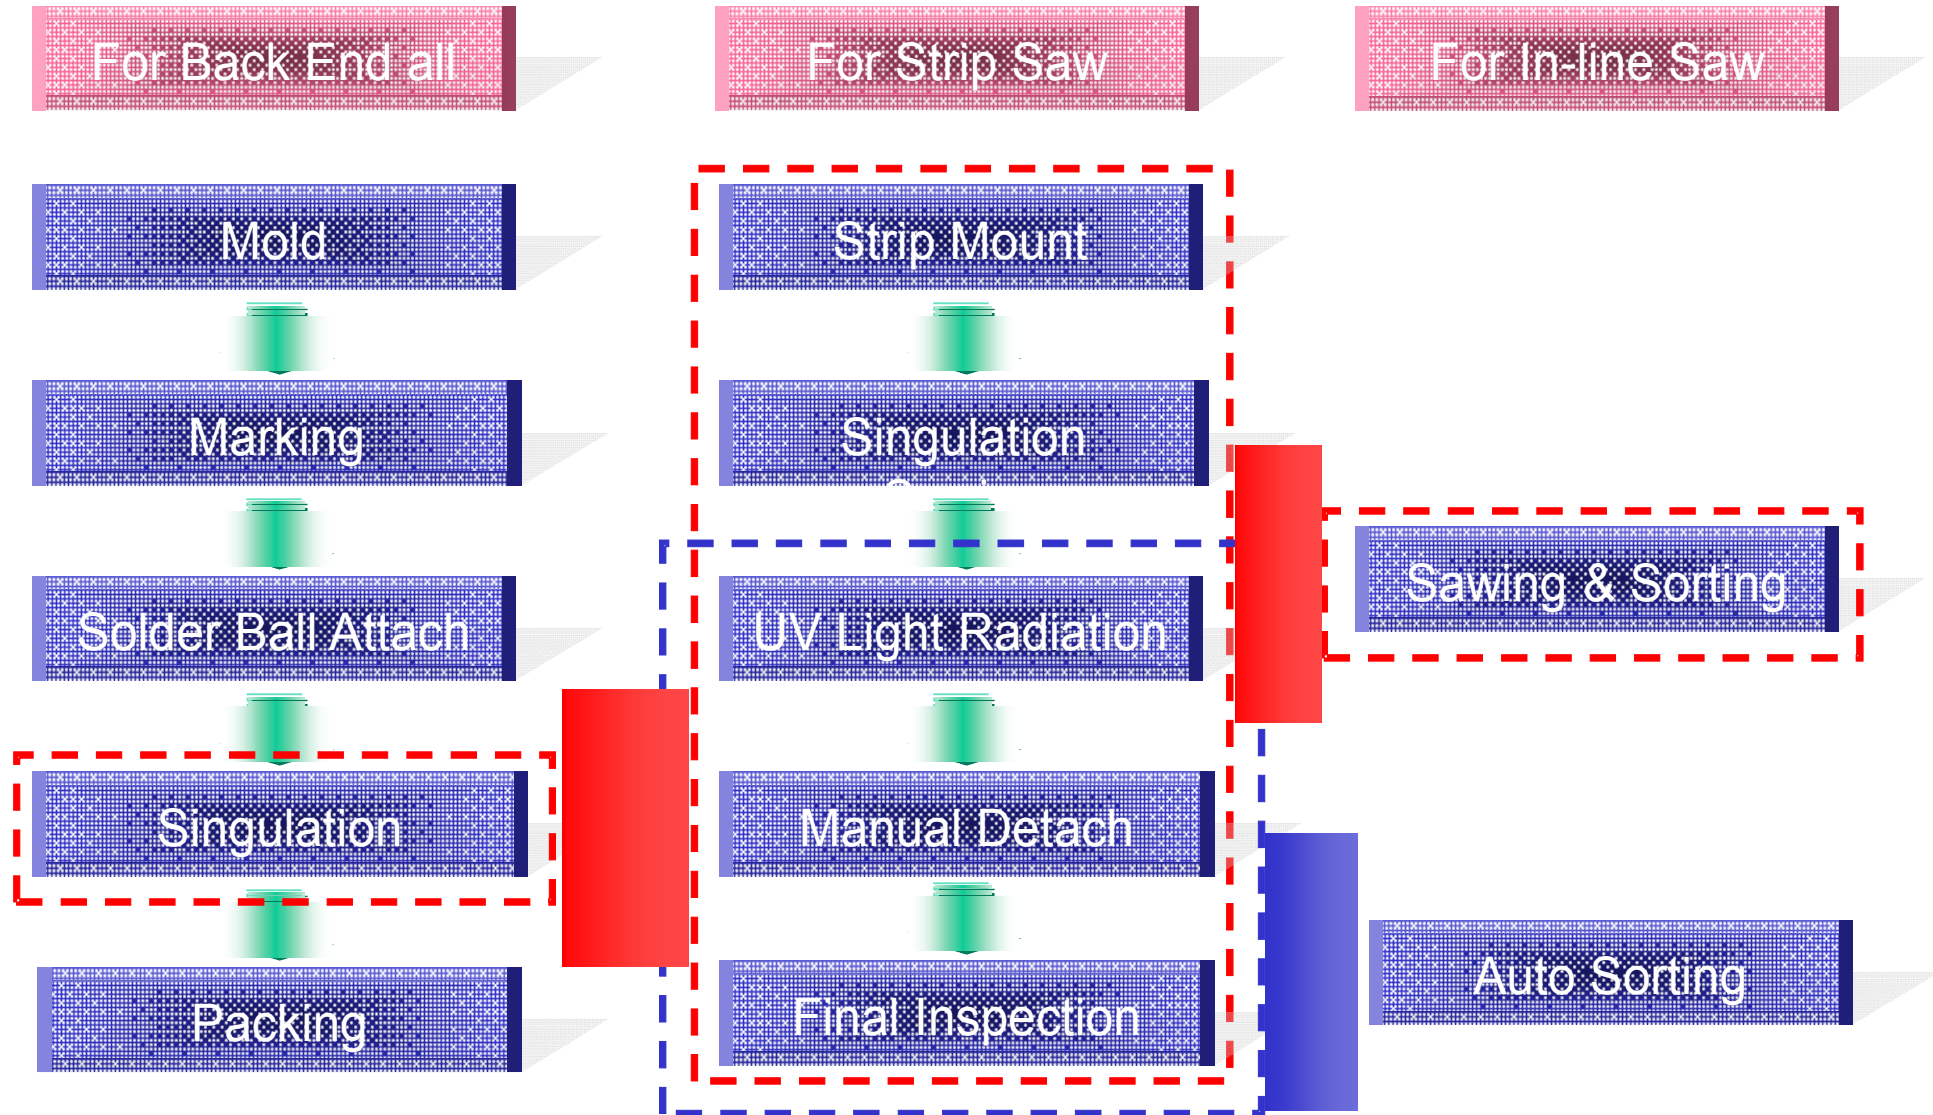 For Back End all
For Strip Saw
For In-line Saw
Mold
Marking
Solder Ball Attach
Singulation
Packing
Strip Mount
Singulation
UV Light Radiation
Manual Detach
Final Inspection
Sawing & Sorting
Auto Sorting